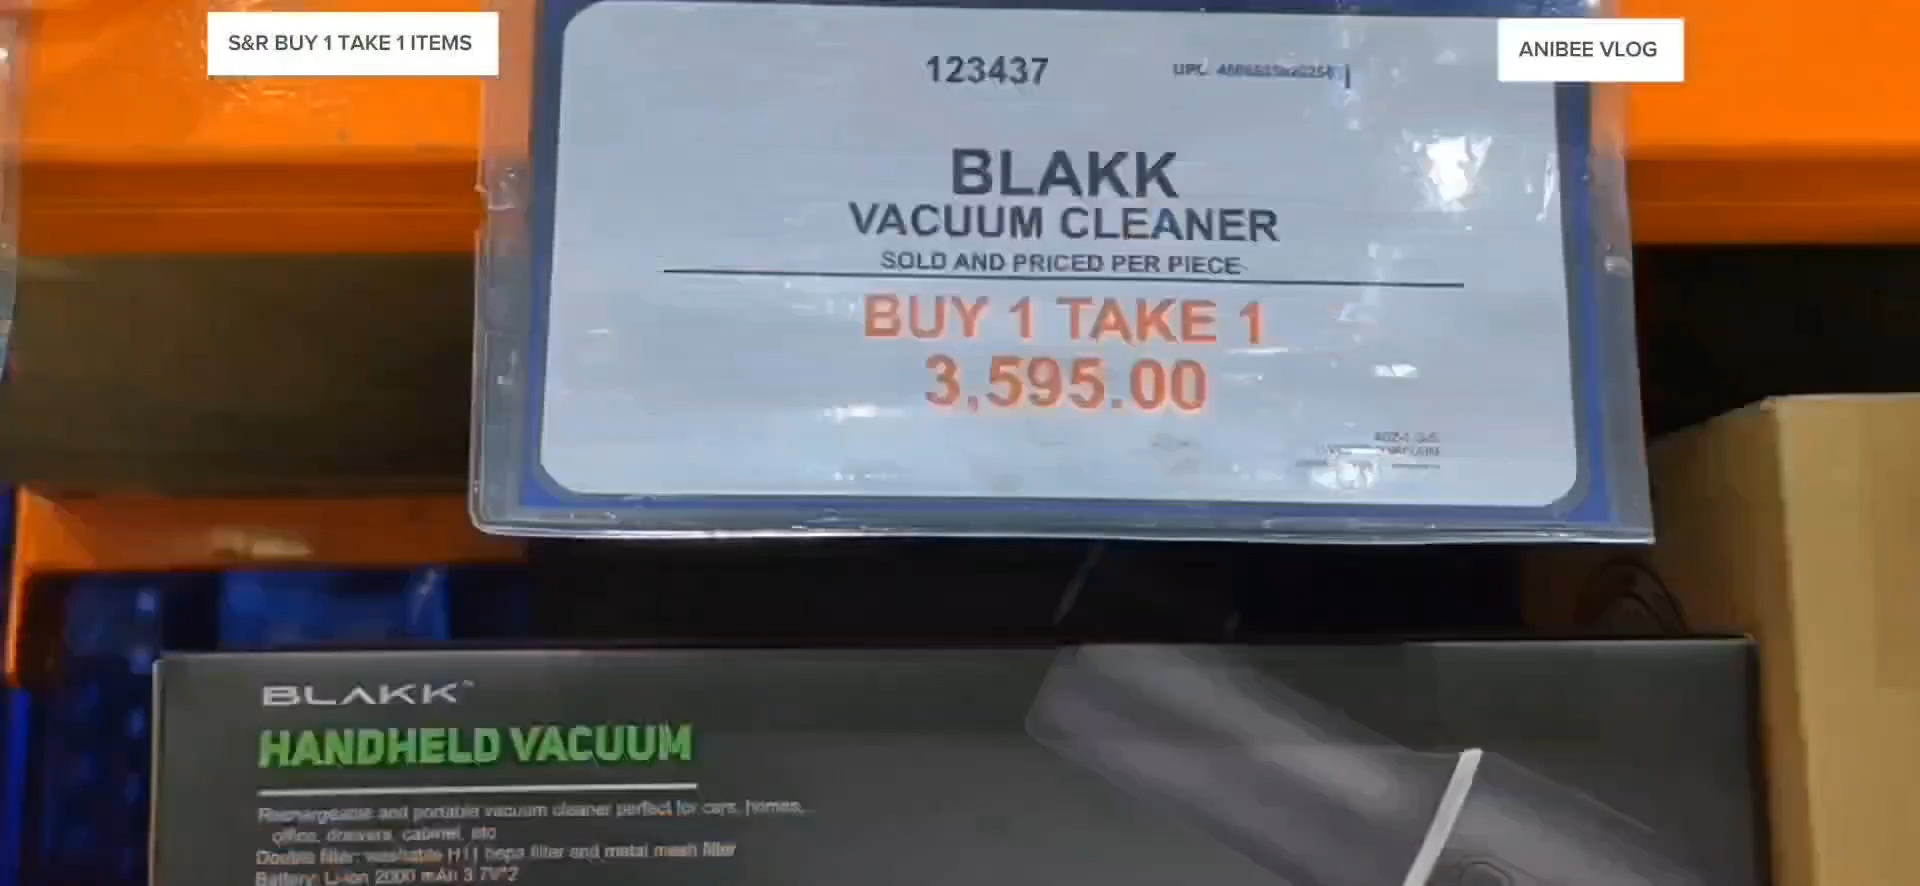 S&R BUY 1 TAKE 1 ITEMS
ANIBEE VLOG
123437
UPC
BLAKK
VACUUM CLEANER
SOLD AND PRICED PER PIECE
BUY 1 TAKE 1
3,595.00
BLAKK™
HANDHELD VACUUM
Rechargeable and portable vacuum cleaner perfect for cars, homes,
office, drawers, cabinet, etc
Double filter: washable H11 hepa filter and metal mesh filter
Battery: Li-ion 2000 mAh 3.7V*2